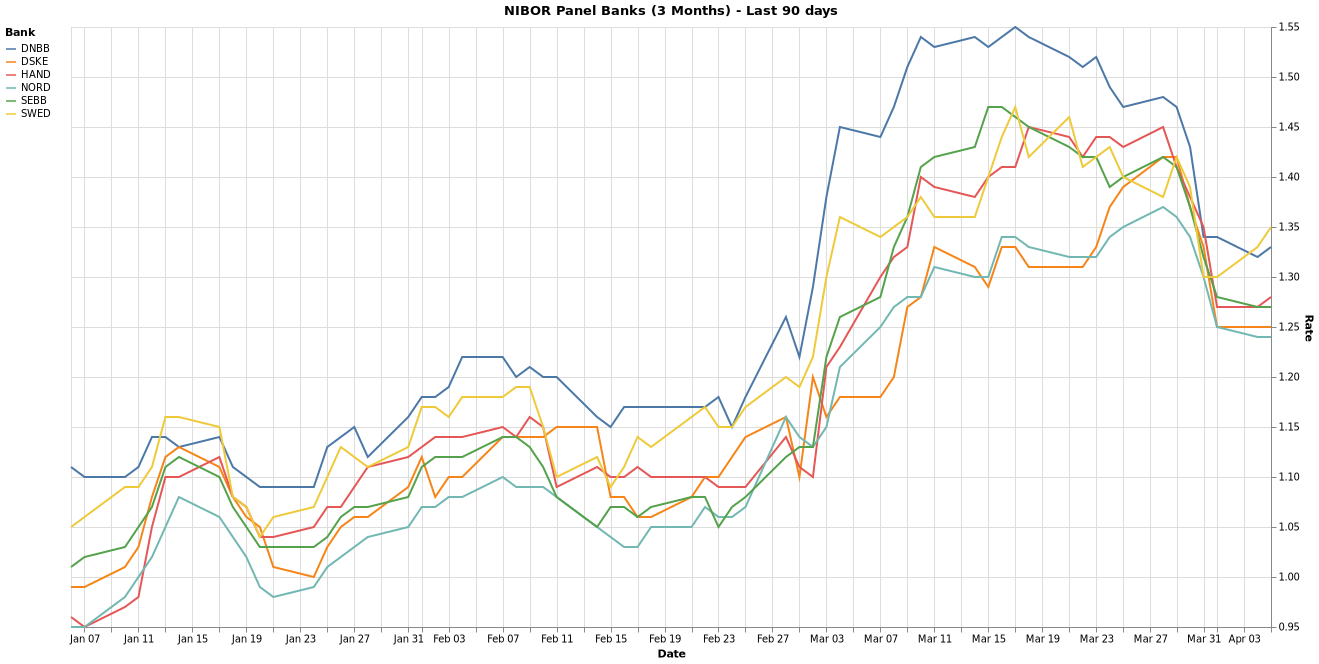 NIBOR Panel Banks (3 Months) - Last 90 days
Bank
DNBB
DSKE
HAND
NORD
SEBB
SWED
1.55
1.50
1.45
1.40
1.35
1.30
1.25
1.20
1.15
1.10
1.05
1.00
0.95
Rate
Jan 07 Jan 11 Jan 15 Jan 19 Jan 23 Jan 27 Jan 31 Feb 03 Feb 07 Feb 11 Feb 15 Feb 19 Feb 23 Feb 27 Mar 03 Mar 07 Mar 11 Mar 15 Mar 19 Mar 23 Mar 27 Mar 31 Apr 03
Date